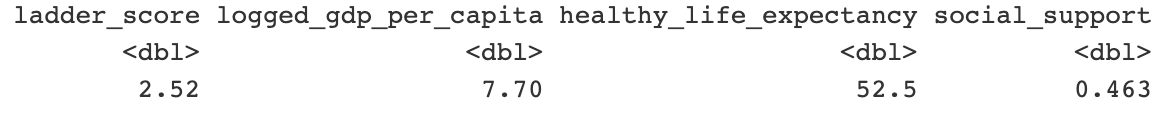 ladder_score logged_gdp_per_capita healthy_life_expectancy social_support
<dbl> <dbl> <dbl> <dbl>
2.52 7.70 52.5 0.463